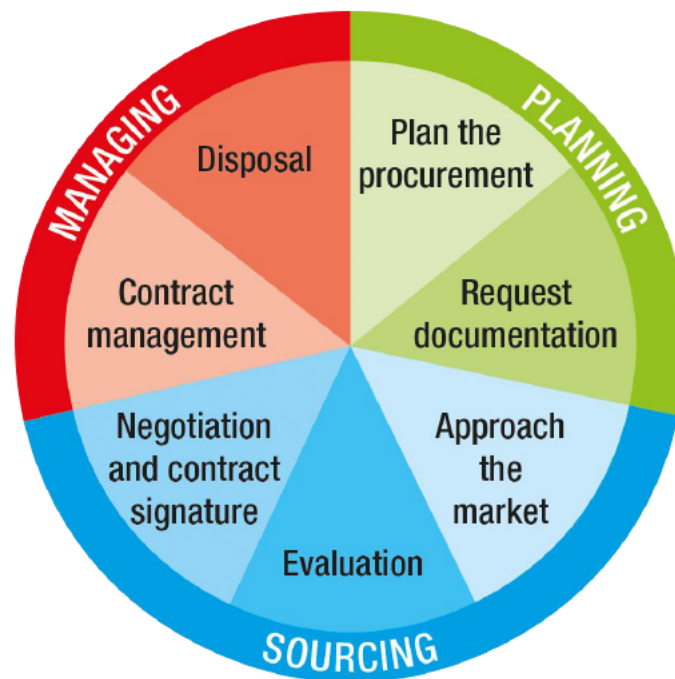 PLANNING
Plan the
procurement
Request
documentation
SOURCING
Approach
the
market
Evaluation
Negotiation
and contract
signature
MANAGING
Contract
management
Disposal